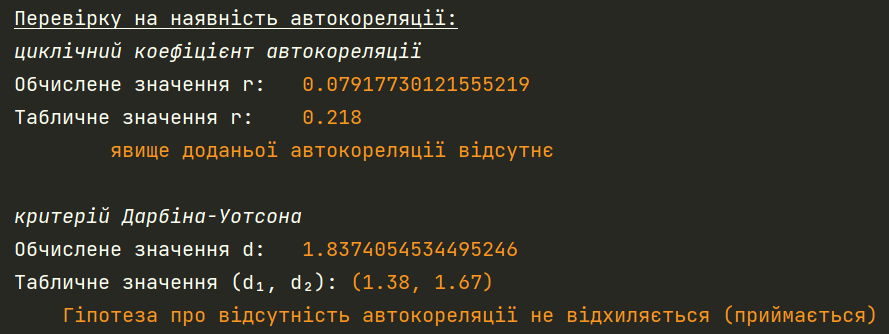 Перевірку на наявність автокореляції:
циклічний коефіцієнт автокореляції
Обчислене значення r: 0.07917730121555219
Табличне значення r: 0.218
явище доданьої автокореляції відсутнє
критерій Дарбіна-Уотсона
Обчислене значення d: 1.8374054534495246
Табличне значення (d₁, d₂): (1.38, 1.67)
Гіпотеза про відсутність автокореляції не відхиляється (приймається)